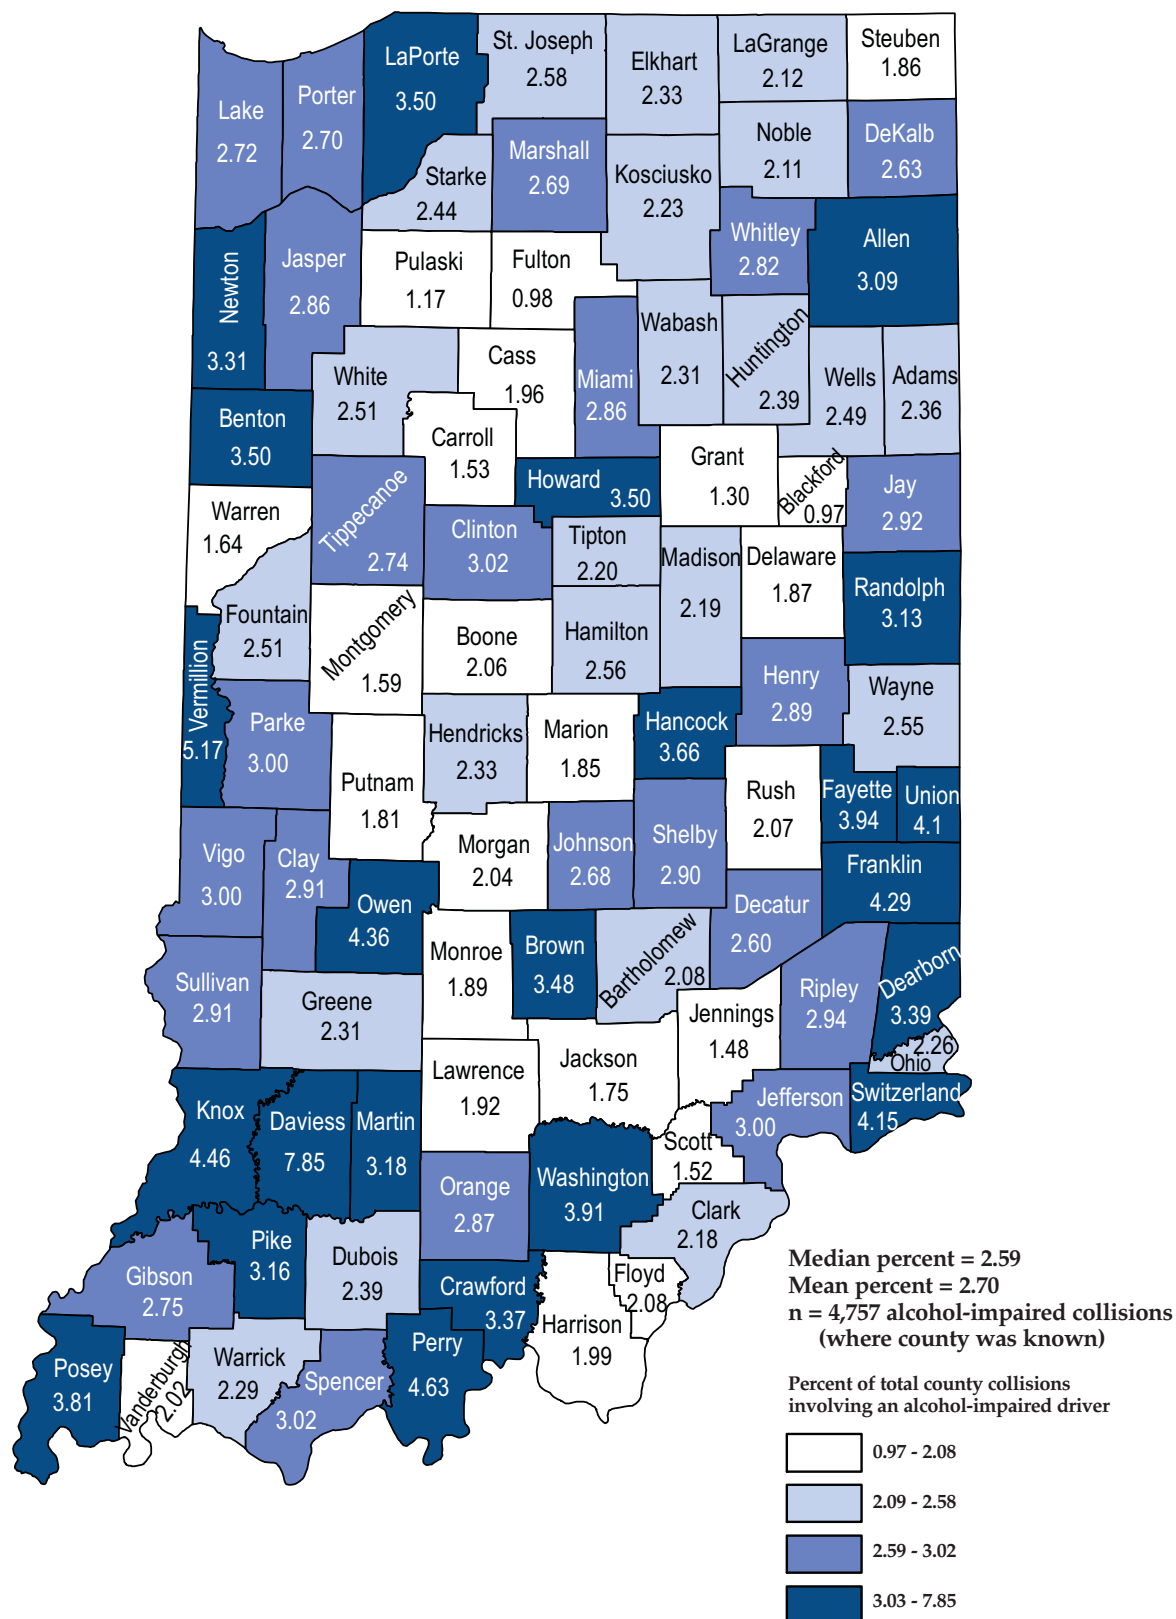 St. Joseph
2.58
Elkhart
2.33
LaGrange
2.12
Steuben
1.86
LaPorte
3.50
Lake
2.72
Porter
2.70
Noble
2.11
DeKalb
2.63
Marshall
2.69
Starke
2.44
Kosciusko
2.23
Whitley
2.82
Allen
3.09
Newton
3.31
Jasper
2.86
Pulaski
1.17
Fulton
0.98
Cass
1.96
Miami
2.86
Wabash
2.31
Huntington
2.39
Wells
2.49
Adams
2.36
White
2.51
Benton
3.50
Carroll
1.53
Howard
3.50
Grant
1.30
Blackford
0.97
Jay
2.92
Warren
1.64
Tippecanoe
2.74
Clinton
3.02
Tipton
2.20
Madison
2.19
Delaware
1.87
Randolph
3.13
Fountain
2.51
Montgomery
1.59
Boone
2.06
Hamilton
2.56
Vermillion
5.17
Parke
3.00
Hendricks
2.33
Marion
1.85
Hancock
3.66
Henry
2.89
Wayne
2.55
Putnam
1.81
Rush
2.07
Fayette
3.94
Union
4.1
Vigo
3.00
Clay
2.91
Morgan
2.04
Johnson
2.68
Shelby
2.90
Franklin
4.29
Owen
4.36
Decatur
2.60
Monroe
1.89
Brown
3.48
Bartholomew
2.08
Sullivan
2.91
Greene
2.31
Jennings
1.48
Ripley
2.94
Dearborn
3.39
2.26
Ohio
Jackson
1.75
Lawrence
1.92
Knox
4.46
Daviess
7.85
Martin
3.18
Jefferson
3.00
Switzerland
4.15
Scott
1.52
Orange
2.87
Washington
3.91
Clark
2.18
Pike
3.16
Dubois
2.39
Gibson
2.75
Crawford
3.37
Floyd
2.08
Harrison
1.99
Posey
3.81
Vanderburgh
2.02
Warrick
2.29
Spencer
3.02
Perry
4.63
Median percent = 2.59
Mean percent = 2.70
n = 4,757 alcohol-impaired collisions
(where county was known)
Percent of total county collisions
involving an alcohol-impaired driver
0.97 - 2.08
2.09 - 2.58
2.59 - 3.02
3.03 - 7.85